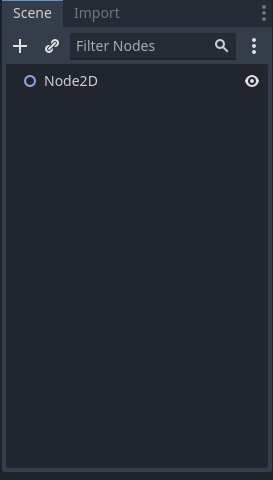 Scene Import
Filter Nodes
Node2D